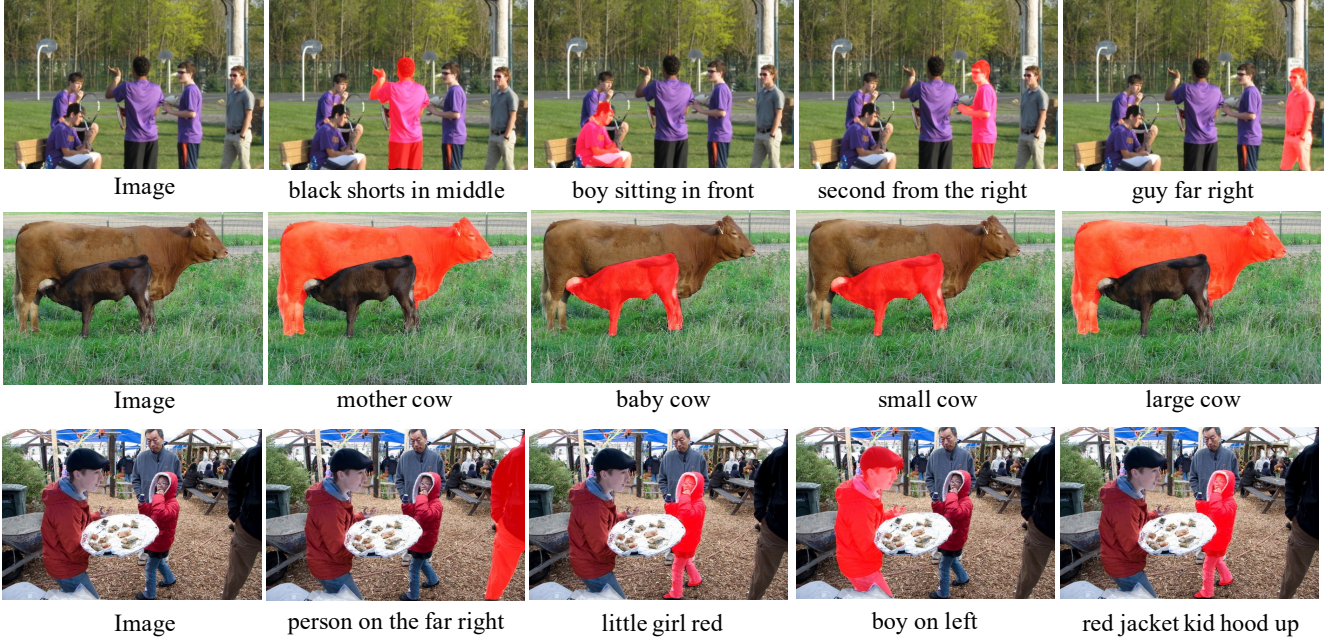 Image
black shorts in middle
boy sitting in front
second from the right
guy far right
Image
mother cow
baby cow
small cow
large cow
Image
person on the far right
little girl red
boy on left
red jacket kid hood up